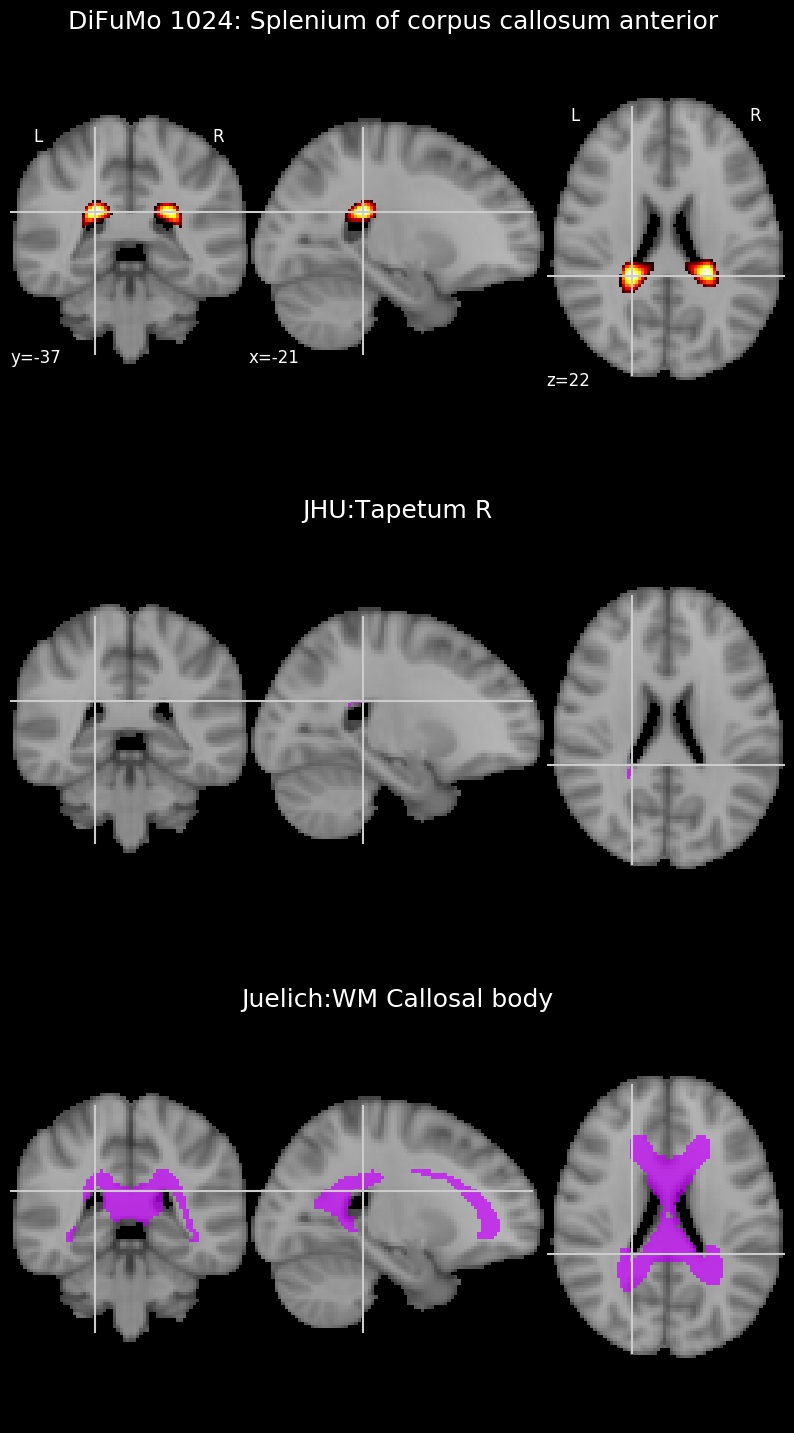 DiFuMo 1024: Splenium of corpus callosum anterior
L R L R
y=-37 x=-21 z=22
JHU:Tapetum R
Juelich:WM Callosal body